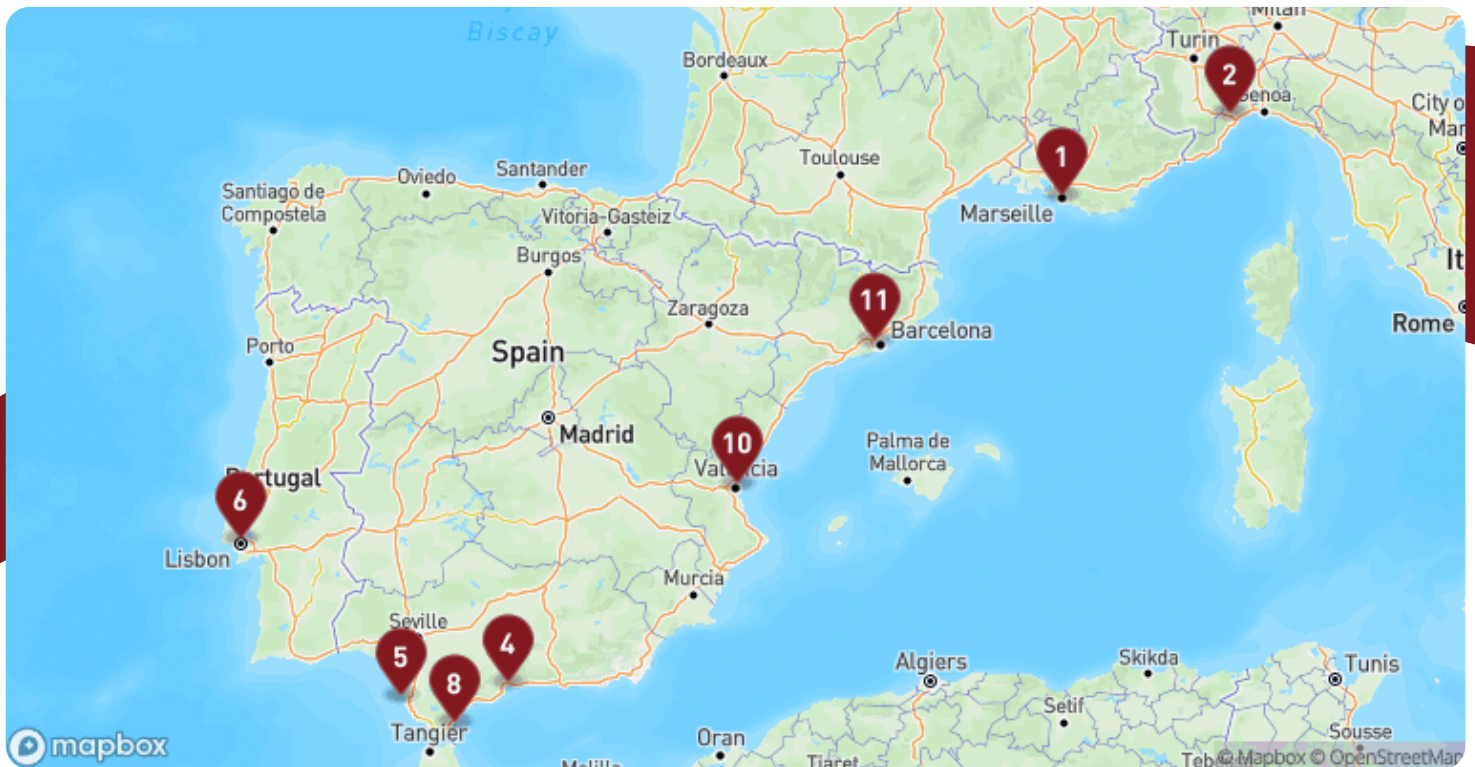 Biscay
Milan
Turin
2
Genoa
Bordeaux
City o
Mar
1
Toulouse
Marseille
Santander
Oviedo
Santiago de
Compostela
Vitoria-Gasteiz
Burgos
It
11
Zaragoza
Barcelona
Rome
Porto
Spain
Madrid
10
Valencia
Palma de
Mallorca
Portugal
6
Lisbon
Murcia
Seville
4
5
8
Algiers
Skikda
Tunis
Setif
Tangier
Oran
Sousse
mapbox
Tiaret
© Mapbox © OpenStreetMap